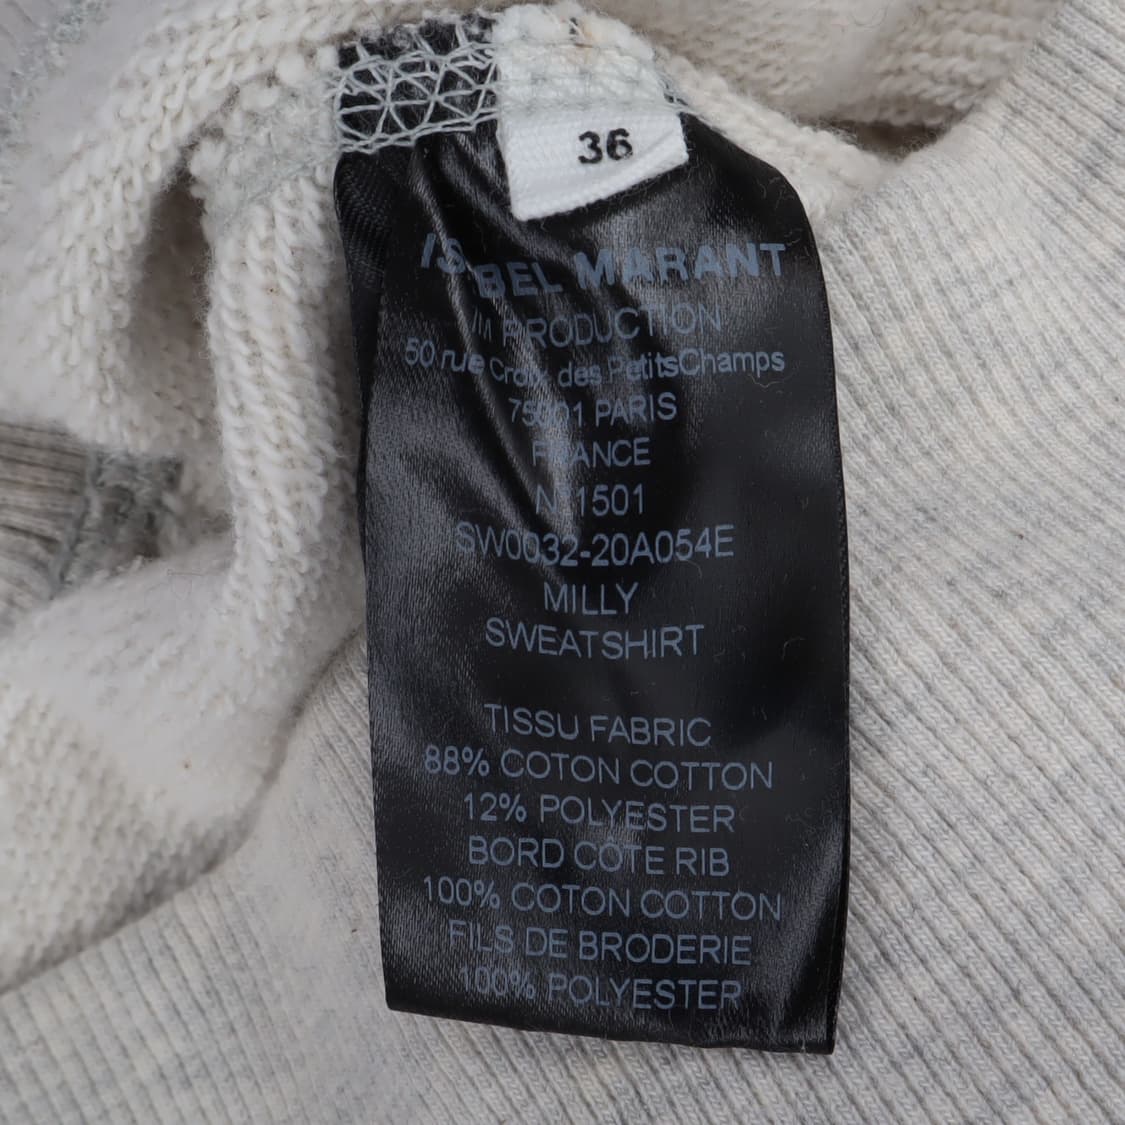 36
ISABEL MARANT
IM PRODUCTION
50 rue Croix des PetitsChamps
75001 PARIS
FRANCE
N°1501
SW0032-20A054E
MILLY
SWEATSHIRT
TISSU FABRIC
88% COTON COTTON
12% POLYESTER
BORD CÔTE RIB
100% COTON COTTON
FILS DE BRODERIE
100% POLYESTER